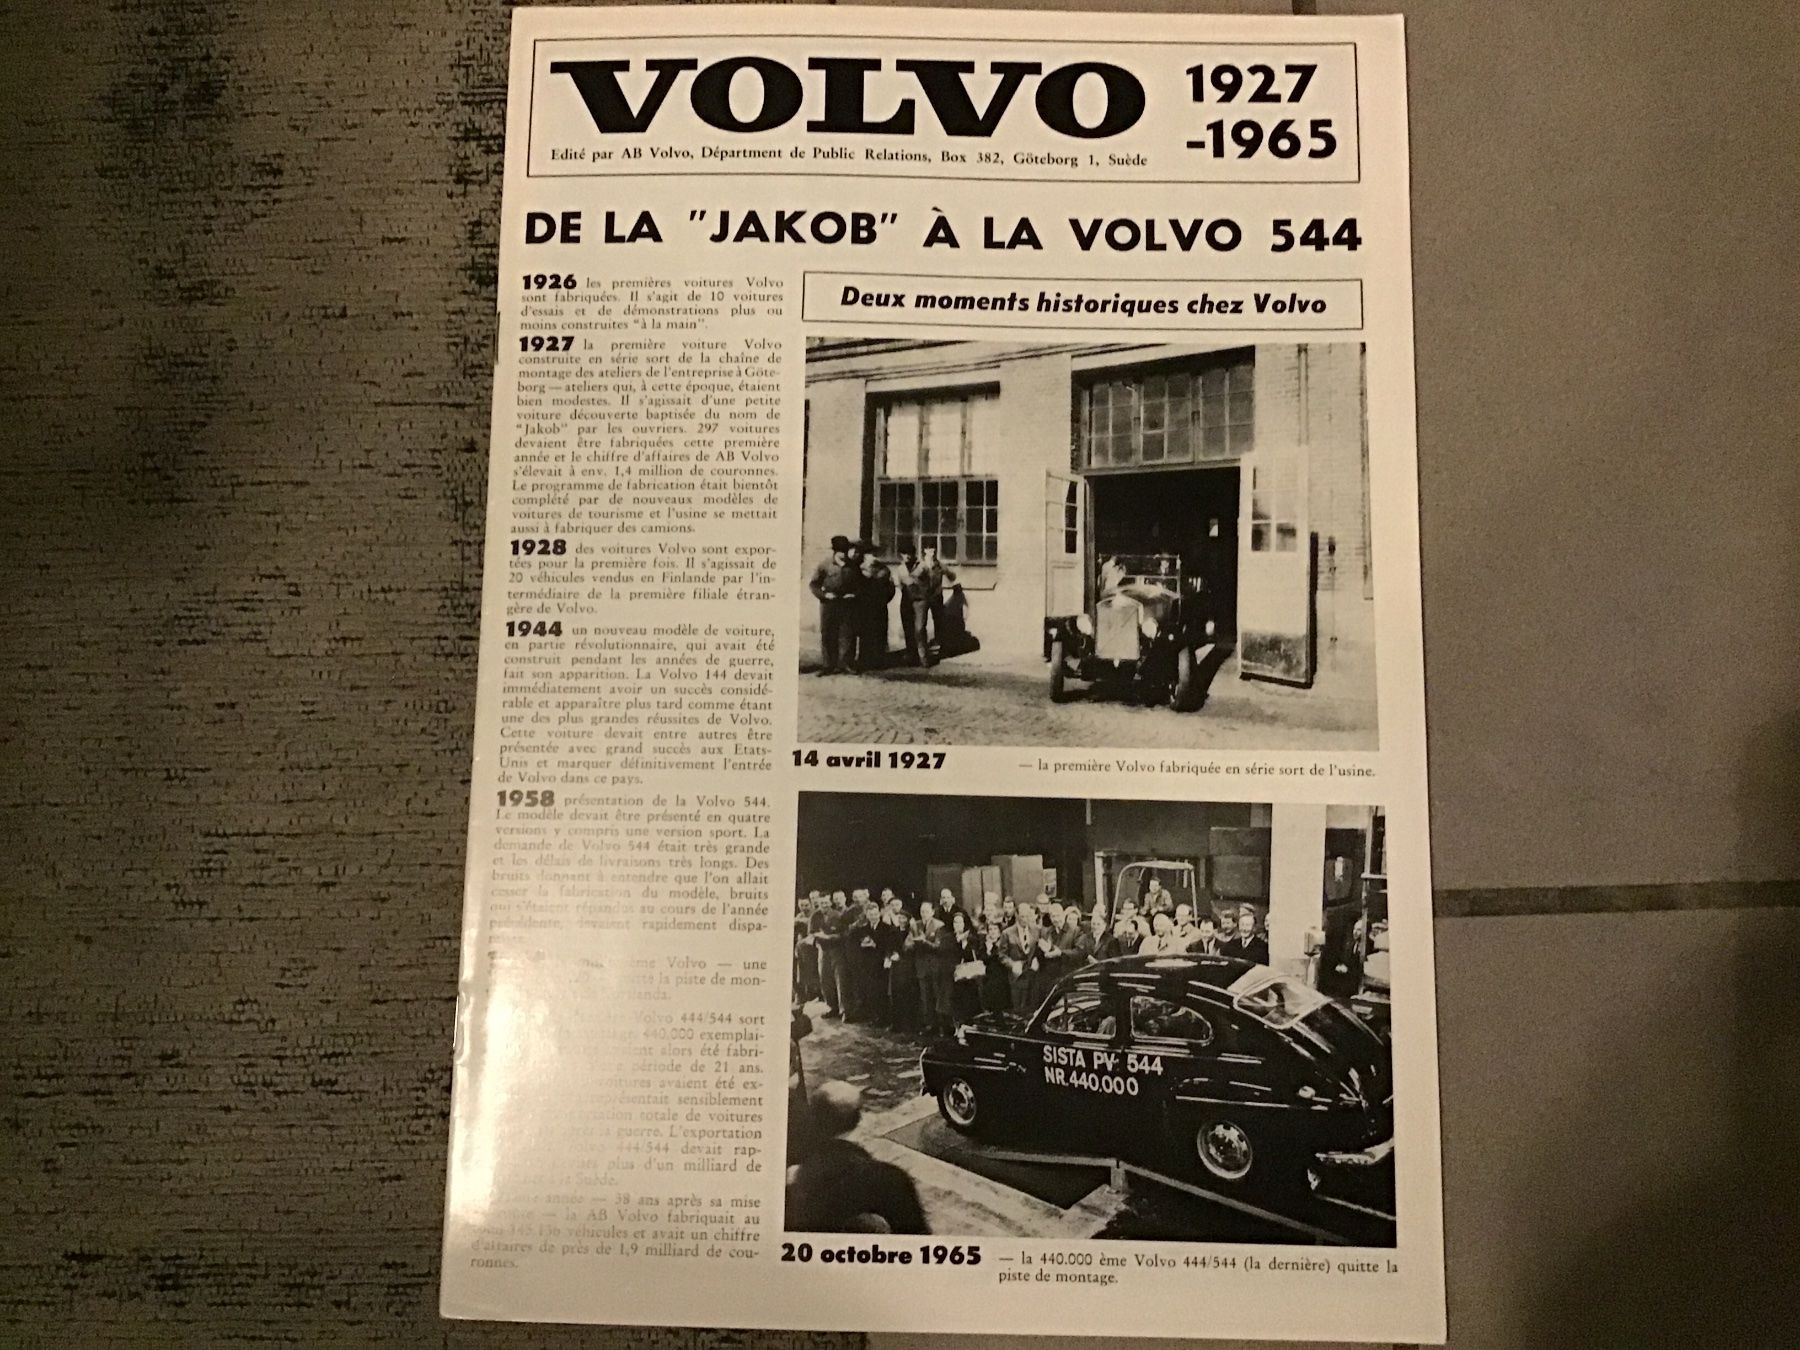 VOLVO
1927
-1965
Edité par AB Volvo, Départment de Public Relations, Box 382, Göteborg 1, Suède
DE LA "JAKOB" À LA VOLVO 544
1926 les premières voitures Volvo
sont fabriquées. Il s'agit de 10 voitures
d'essais et de démonstrations plus ou
moins construites "à la main".
1927 la première voiture Volvo
construite en série sort de la chaîne de
montage des ateliers de l'entreprise à Göte-
borg — ateliers qui, à cette époque, étaient
bien modestes. Il s'agissait d'une petite
voiture découverte baptisée du nom de
"Jakob" par les ouvriers. 297 voitures
devaient être fabriquées cette première
année et le chiffre d'affaires de AB Volvo
s'élevait à env. 1,4 million de couronnes.
Le programme de fabrication était bientôt
complété par de nouveaux modèles de
voitures de tourisme et l'usine se mettait
aussi à fabriquer des camions.
1928 des voitures Volvo sont expor-
tées pour la première fois. Il s'agissait de
20 véhicules vendus en Finlande par l'in-
termédiaire de la première filiale étran-
gère de Volvo.
1944 un nouveau modèle de voiture,
en partie révolutionnaire, qui avait été
construit pendant les années de guerre,
fait son apparition. La Volvo 144 devait
immédiatement avoir un succès considé-
rable et apparaître plus tard comme étant
une des plus grandes réussites de Volvo.
Cette voiture devait entre autres être
présentée avec grand succès aux Etats-
Unis et marquer définitivement l'entrée
de Volvo dans ce pays.
1958 présentation de la Volvo 544.
Le modèle devait être présenté en quatre
versions y compris une version sport. La
demande de Volvo 544 était très grande
et les délais de livraisons très longs. Des
bruits donnant à entendre que l'on allait
cesser la fabrication du modèle, bruits
qui s'étaient répandus au cours de l'année
précédente, devaient rapidement dispa-
Volvo — une
la piste de mon-
Volvo 444/544 sort
440.000 exemplai-
alors été fabri-
période de 21 ans.
voitures avaient été ex-
représentait sensiblement
totale de voitures
guerre. L'exportation
444/544 devait rap-
plus d'un milliard de
à la Suède.
année — 38 ans après sa mise
— la AB Volvo fabriquait au
véhicules et avait un chiffre
d'affaires de près de 1,9 milliard de cou-
ronnes.
Deux moments historiques chez Volvo
14 avril 1927 — la première Volvo fabriquée en série sort de l'usine.
SISTA PV 544
NR.440.000
20 octobre 1965 — la 440.000 ème Volvo 444/544 (la dernière) quitte la
piste de montage.